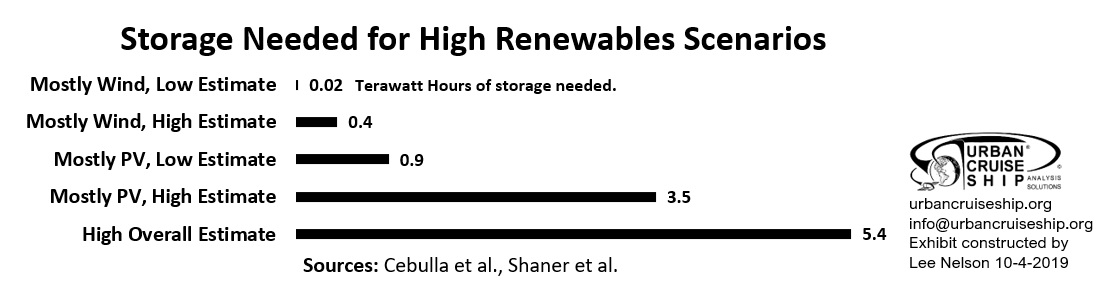 Storage Needed for High Renewables Scenarios
Mostly Wind, Low Estimate 0.02 Terawatt Hours of storage needed.
Mostly Wind, High Estimate 0.4
Mostly PV, Low Estimate 0.9
Mostly PV, High Estimate 3.5
High Overall Estimate 5.4
Sources: Cebulla et al., Shaner et al.
URBAN®
CRUISE ©
SHIP ANALYSIS
SOLUTIONS
urbancruiseship.org
info@urbancruiseship.org
Exhibit constructed by
Lee Nelson 10-4-2019